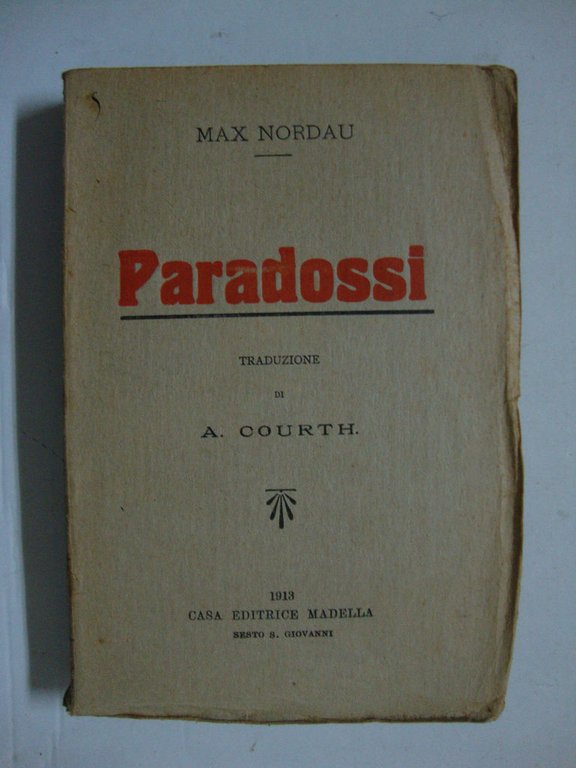 MAX NORDAU
Paradossi
TRADUZIONE
DI
A. COURTH.
1913
CASA EDITRICE MADELLA
SESTO S. GIOVANNI